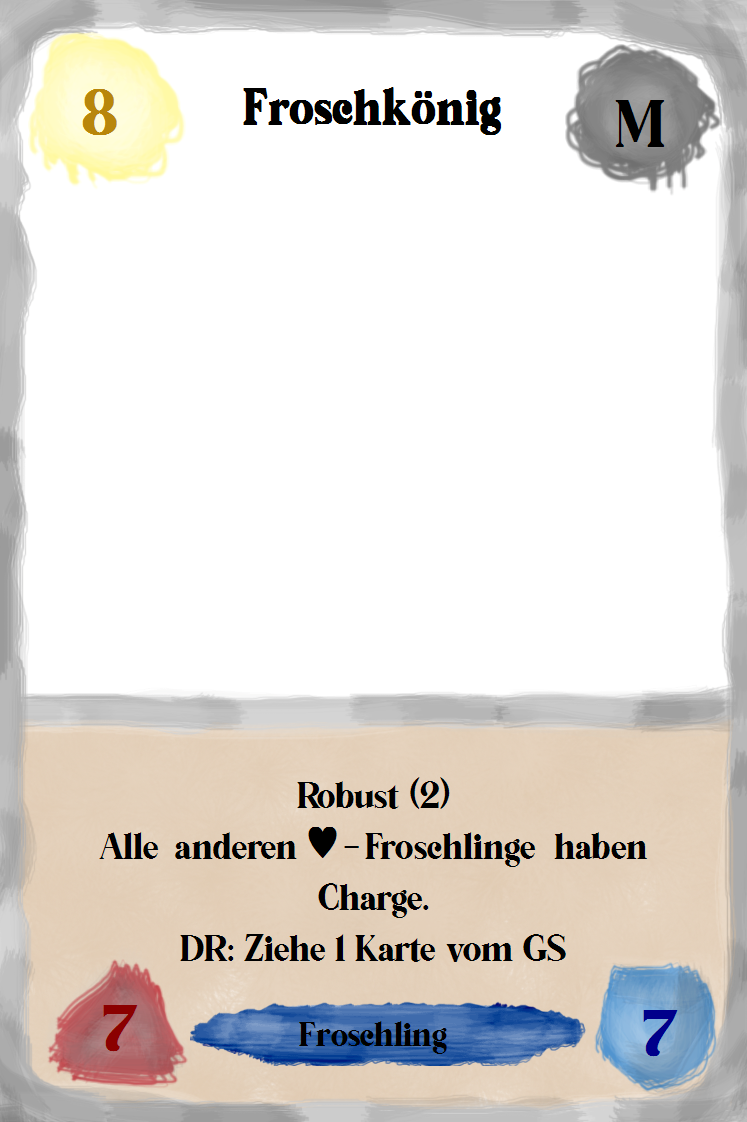 8
Froschkönig
M
Robust (2)
Alle anderen ♥-Froschlinge haben
Charge.
DR: Ziehe 1 Karte vom GS
7
Froschling
7